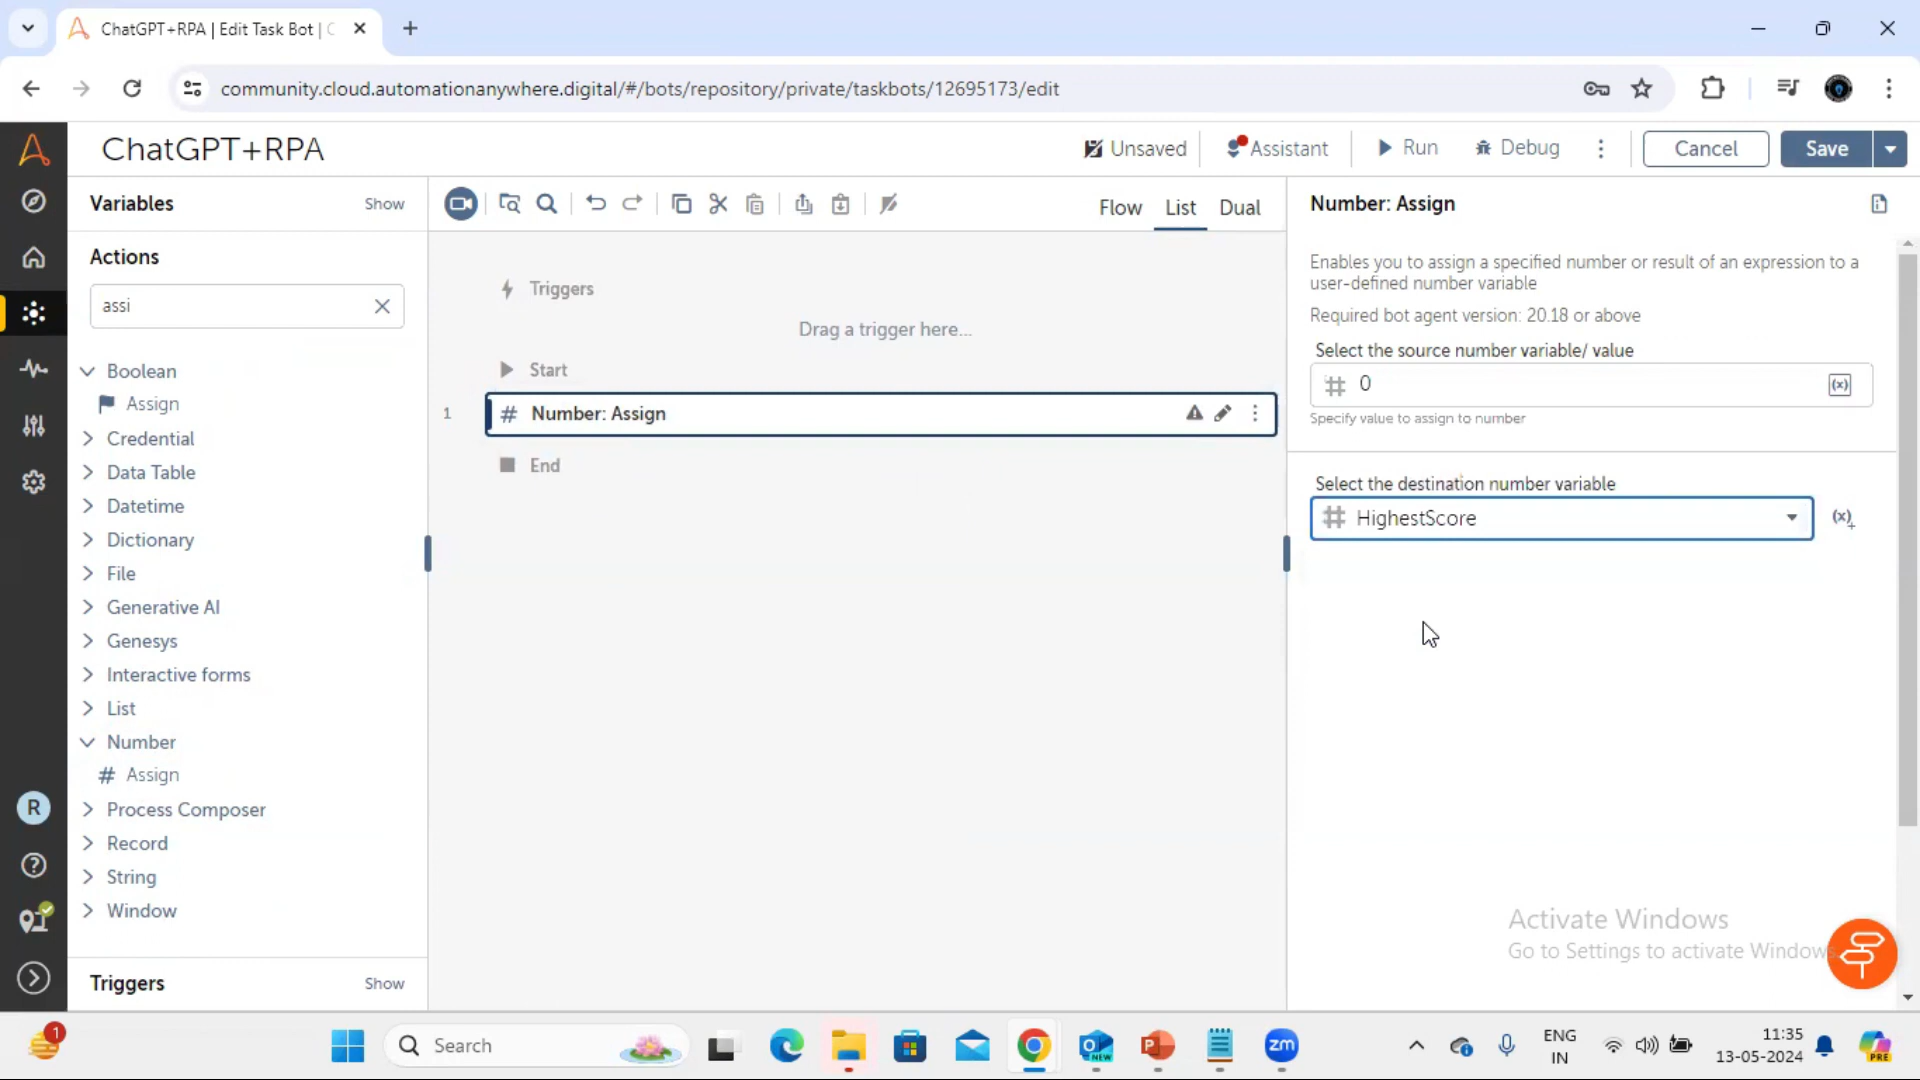 ChatGPT+RPA | Edit Task Bot |
community.cloud.automationanywhere.digital/#/bots/repository/private/taskbots/12695173/edit
ChatGPT+RPA
Unsaved
Assistant
Run
Debug
Cancel
Save
Variables
Show
Flow
List
Dual
Number: Assign
Actions
assi
Enables you to assign a specified number or result of an expression to a
user-defined number variable
Required bot agent version: 20.18 or above
Select the source number variable/ value
0
(x)
Specify value to assign to number
Select the destination number variable
HighestScore
(x)+
Triggers
Drag a trigger here...
Start
1
# Number: Assign
End
Boolean
Assign
Credential
Data Table
Datetime
Dictionary
File
Generative AI
Genesys
Interactive forms
List
Number
# Assign
Process Composer
Record
String
Window
Triggers
Show
R
Activate Windows
Go to Settings to activate Windows
1
Search
NEW
zm
ENG
IN
11:35
13-05-2024
PRE